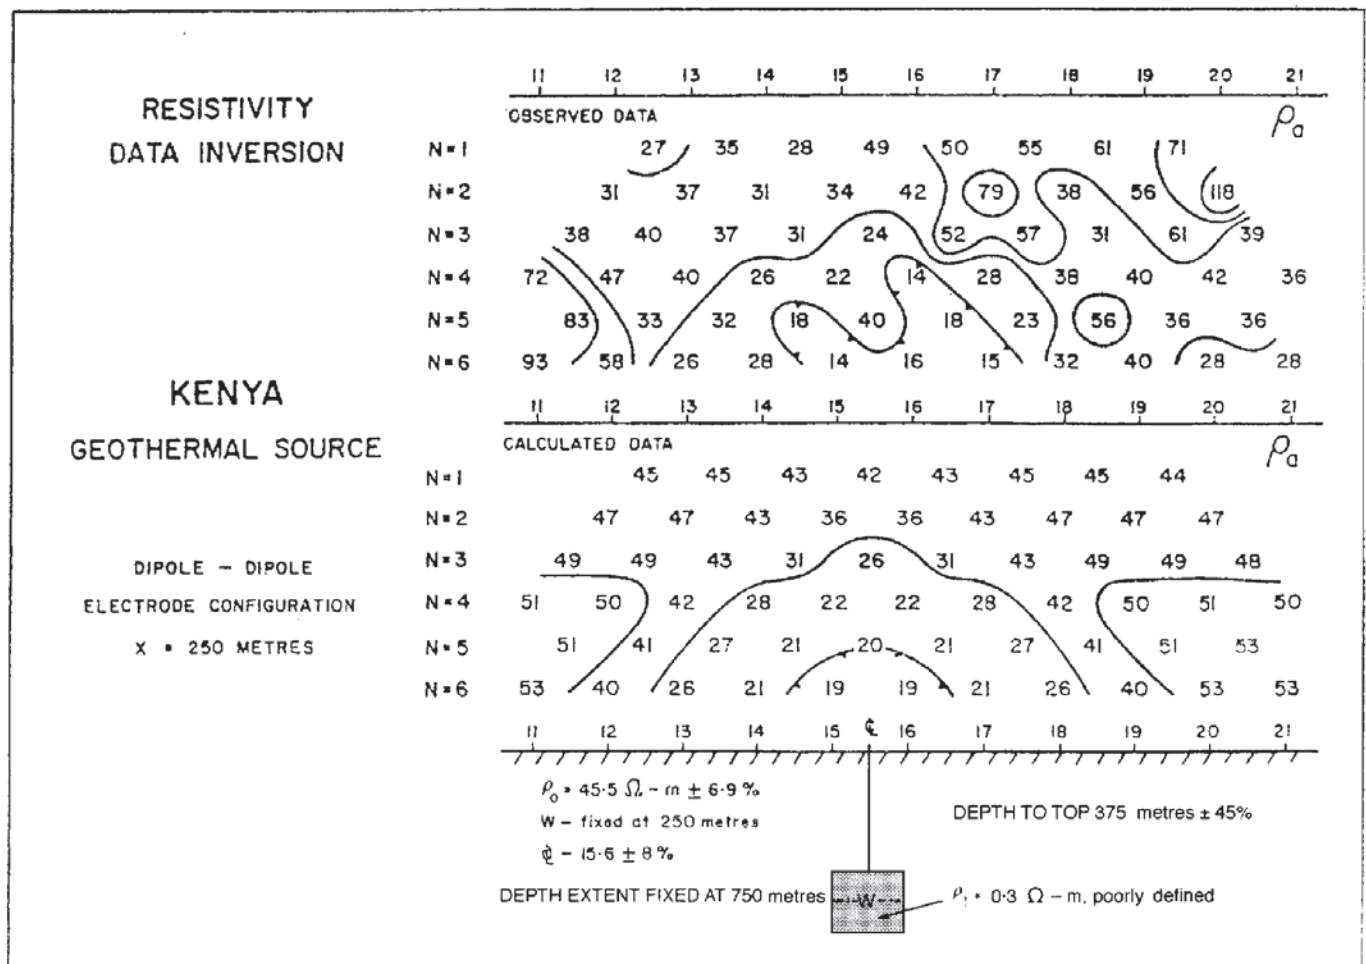 RESISTIVITY
DATA INVERSION
KENYA
GEOTHERMAL SOURCE
DIPOLE - DIPOLE
ELECTRODE CONFIGURATION
X = 250 METRES
11 12 13 14 15 16 17 18 19 20 21
OBSERVED DATA ρa
N=1 27 35 28 49 50 55 61 71
N=2 31 37 31 34 42 79 38 56 118
N=3 38 40 37 31 24 52 57 31 61 39
N=4 72 47 40 26 22 14 28 38 40 42 36
N=5 83 33 32 18 40 18 23 56 36 36
N=6 93 58 26 28 14 16 15 32 40 28 28
11 12 13 14 15 16 17 18 19 20 21
CALCULATED DATA ρa
N=1 45 45 43 42 43 45 45 44
N=2 47 47 43 36 36 43 47 47 47
N=3 49 49 43 31 26 31 43 49 49 48
N=4 51 50 42 28 22 22 28 42 50 51 50
N=5 51 41 27 21 20 21 27 41 51 53
N=6 53 40 26 21 19 19 21 26 40 53 53
11 12 13 14 15 ℄ 16 17 18 19 20 21
ρ0 = 45·5 Ω - m ± 6·9 %
W - fixed at 250 metres
℄ - 15·6 ± 8 %
DEPTH TO TOP 375 metres ± 45%
DEPTH EXTENT FIXED AT 750 metres
W
ρ1 = 0·3 Ω - m, poorly defined